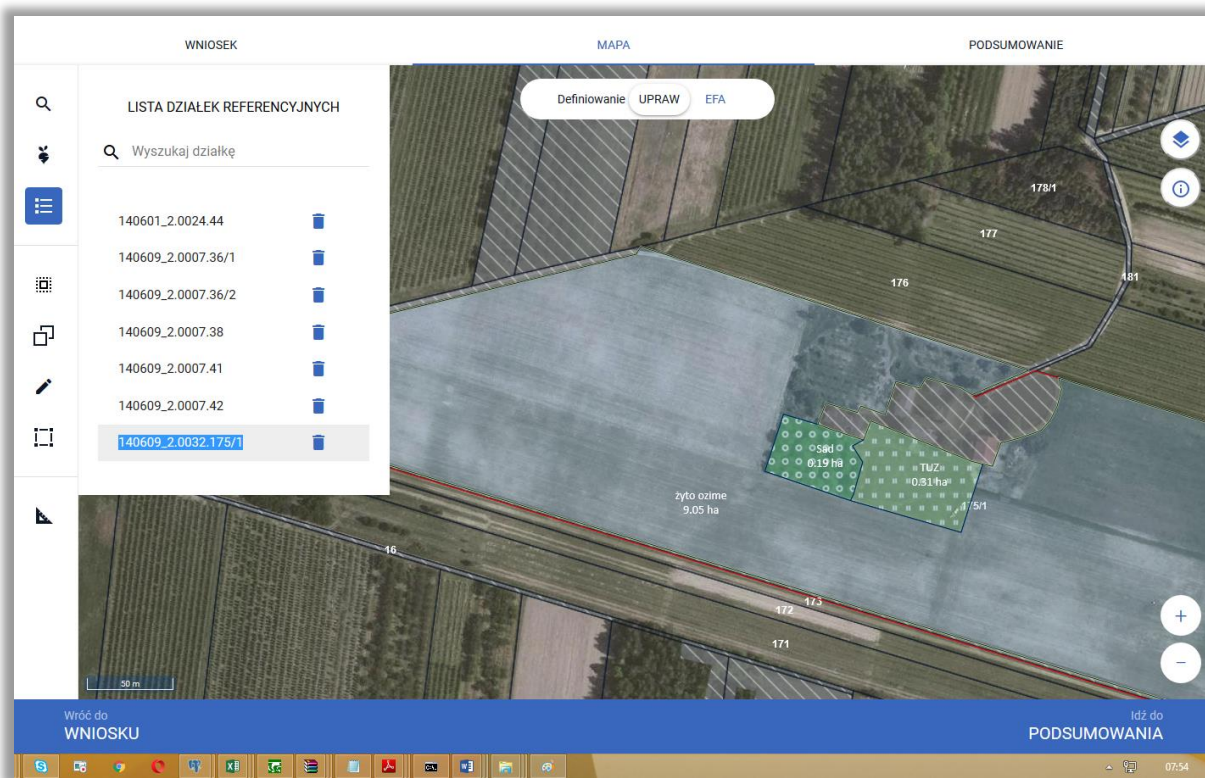 WNIOSEK
MAPA
PODSUMOWANIE
LISTA DZIAŁEK REFERENCYJNYCH
Wyszukaj działkę
140601_2.0024.44
140609_2.0007.36/1
140609_2.0007.36/2
140609_2.0007.38
140609_2.0007.41
140609_2.0007.42
140609_2.0032.175/1
Definiowanie UPRAW EFA
178/1
177
176
181
Sad
0.19 ha
TUZ
0.31 ha
175/1
żyto ozime
9.05 ha
16
173
172
171
50 m
Wróć do
WNIOSKU
Idź do
PODSUMOWANIA
07:54